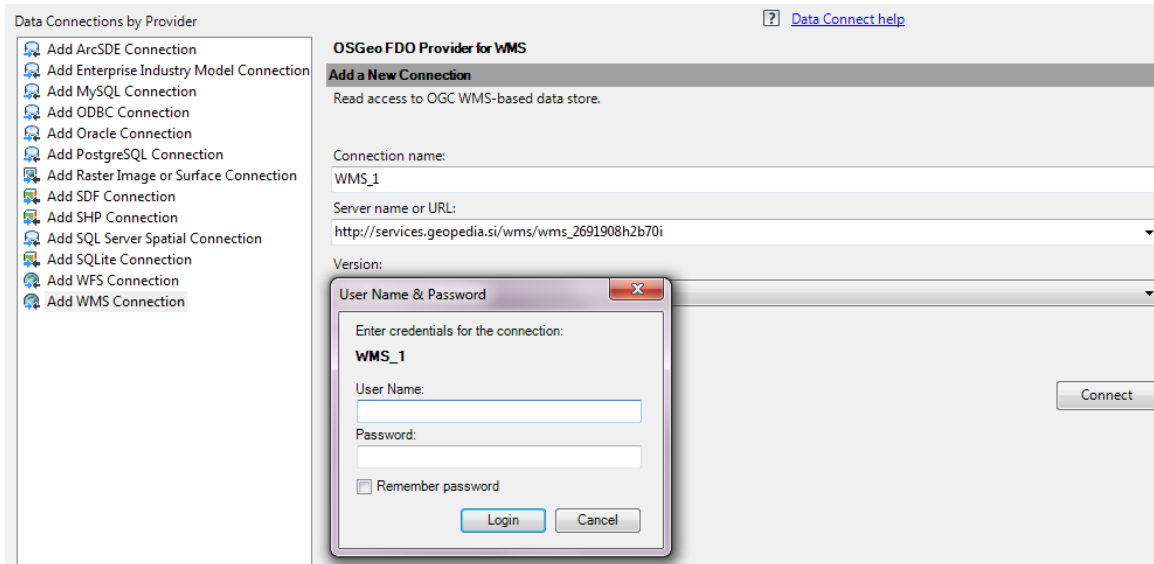 Data Connections by Provider
? Data Connect help
Add ArcSDE Connection
Add Enterprise Industry Model Connection
Add MySQL Connection
Add ODBC Connection
Add Oracle Connection
Add PostgreSQL Connection
Add Raster Image or Surface Connection
Add SDF Connection
Add SHP Connection
Add SQL Server Spatial Connection
Add SQLite Connection
Add WFS Connection
Add WMS Connection
OSGeo FDO Provider for WMS
Add a New Connection
Read access to OGC WMS-based data store.
Connection name:
WMS_1
Server name or URL:
http://services.geopedia.si/wms/wms_2691908h2b70i
Version:
User Name & Password
Enter credentials for the connection:
WMS_1
User Name:
Password:
Remember password
Login Cancel
Connect